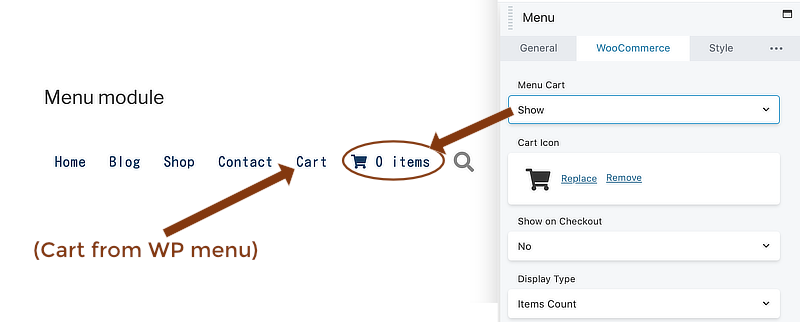 Menu module
Home Blog Shop Contact Cart 0 items
(Cart from WP menu)
Menu
General WooCommerce Style ...
Menu Cart
Show
Cart Icon
Replace Remove
Show on Checkout
No
Display Type
Items Count